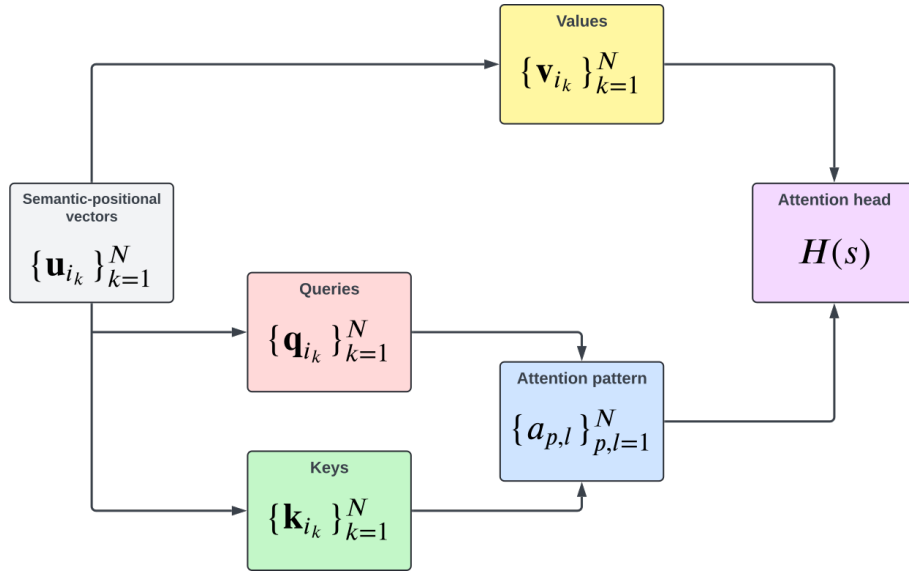 Values
{𝐯_{i_k}}_{k=1}^{N}
Semantic-positional
vectors
{𝐮_{i_k}}_{k=1}^{N}
Attention head
H(s)
Queries
{𝐪_{i_k}}_{k=1}^{N}
Attention pattern
{a_{p,l}}_{p,l=1}^{N}
Keys
{𝐤_{i_k}}_{k=1}^{N}